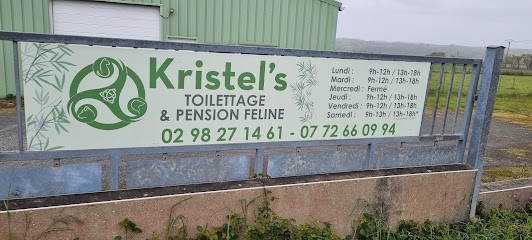 Kristel's
TOILETTAGE
& PENSION FELINE
02 98 27 14 61 - 07 72 66 09 94
Lundi : 9h-12h / 13h-18h
Mardi : 9h-12h / 13h-18h
Mercredi : Fermé
Jeudi : 9h-12h / 13h-18h
Vendredi : 9h-12h / 13h-18h
Samedi : 9h-13h / 13h-18h*